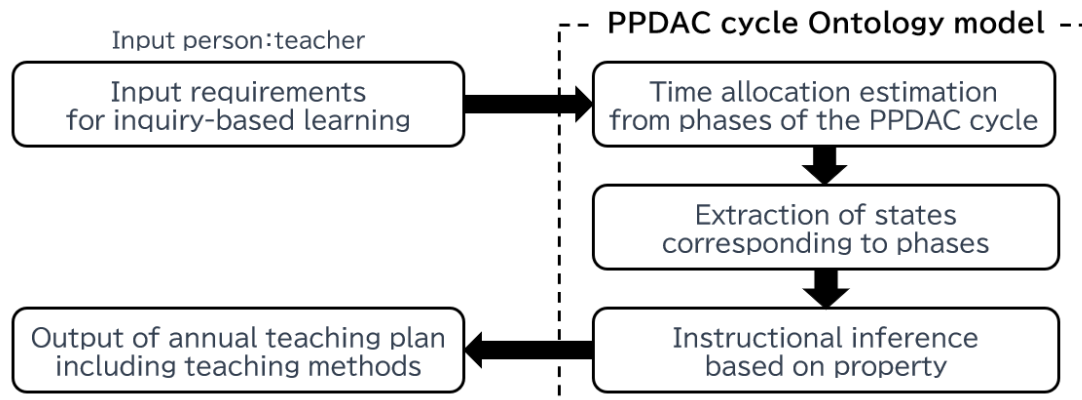 PPDAC cycle Ontology model
Input person:teacher
Input requirements
for inquiry-based learning
Time allocation estimation
from phases of the PPDAC cycle
Extraction of states
corresponding to phases
Instructional inference
based on property
Output of annual teaching plan
including teaching methods